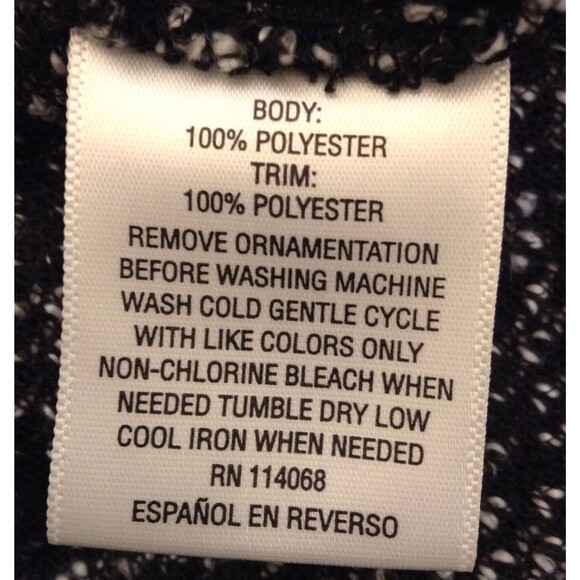 BODY:
100% POLYESTER
TRIM:
100% POLYESTER
REMOVE ORNAMENTATION
BEFORE WASHING MACHINE
WASH COLD GENTLE CYCLE
WITH LIKE COLORS ONLY
NON-CHLORINE BLEACH WHEN
NEEDED TUMBLE DRY LOW
COOL IRON WHEN NEEDED
RN 114068
ESPAÑOL EN REVERSO